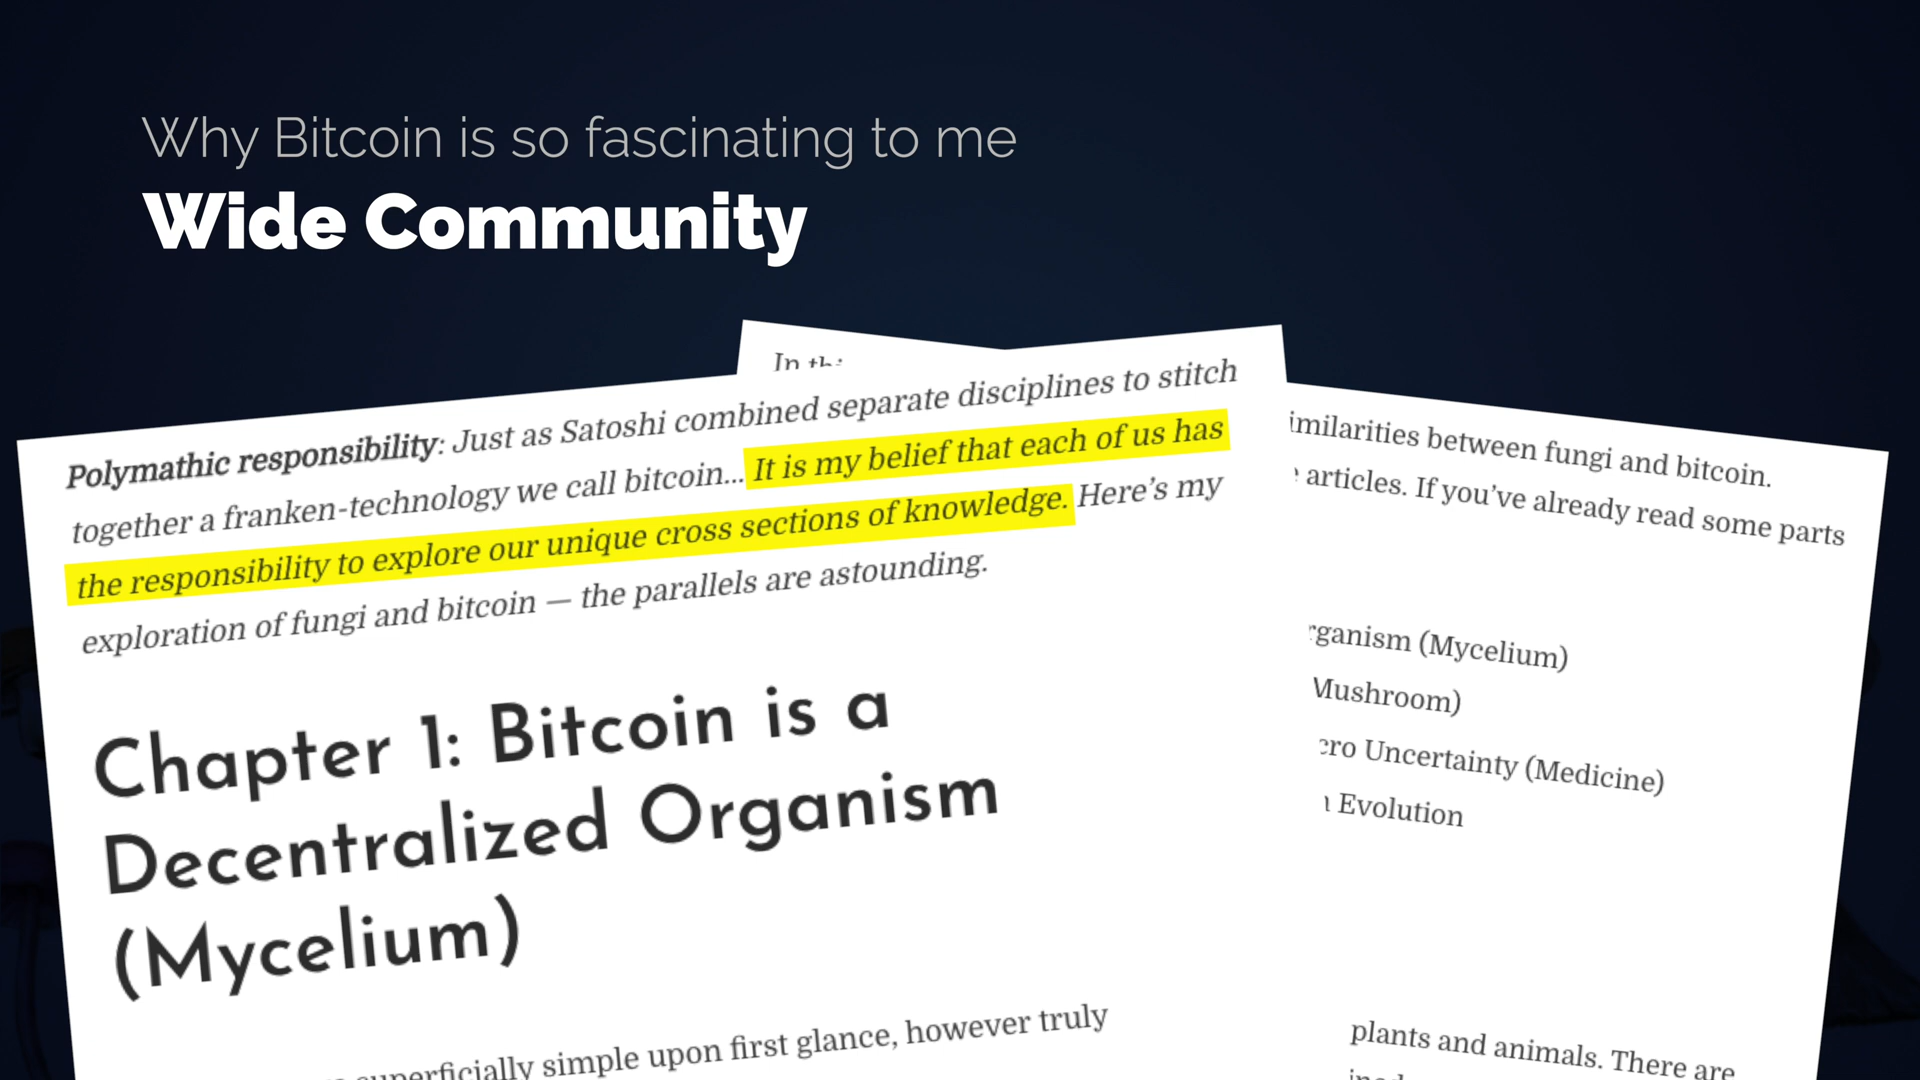 Why Bitcoin is so fascinating to me
Wide Community
Polymathic responsibility: Just as Satoshi combined separate disciplines to stitch
together a franken-technology we call bitcoin... It is my belief that each of us has
the responsibility to explore our unique cross sections of knowledge. Here’s my
exploration of fungi and bitcoin — the parallels are astounding.
Chapter 1: Bitcoin is a
Decentralized Organism
(Mycelium)
simple upon first glance, however truly
In
between fungi and bitcoin.
articles. If you’ve already read some parts
(Mycelium)
Mushroom)
Uncertainty (Medicine)
Evolution
plants and animals. There are